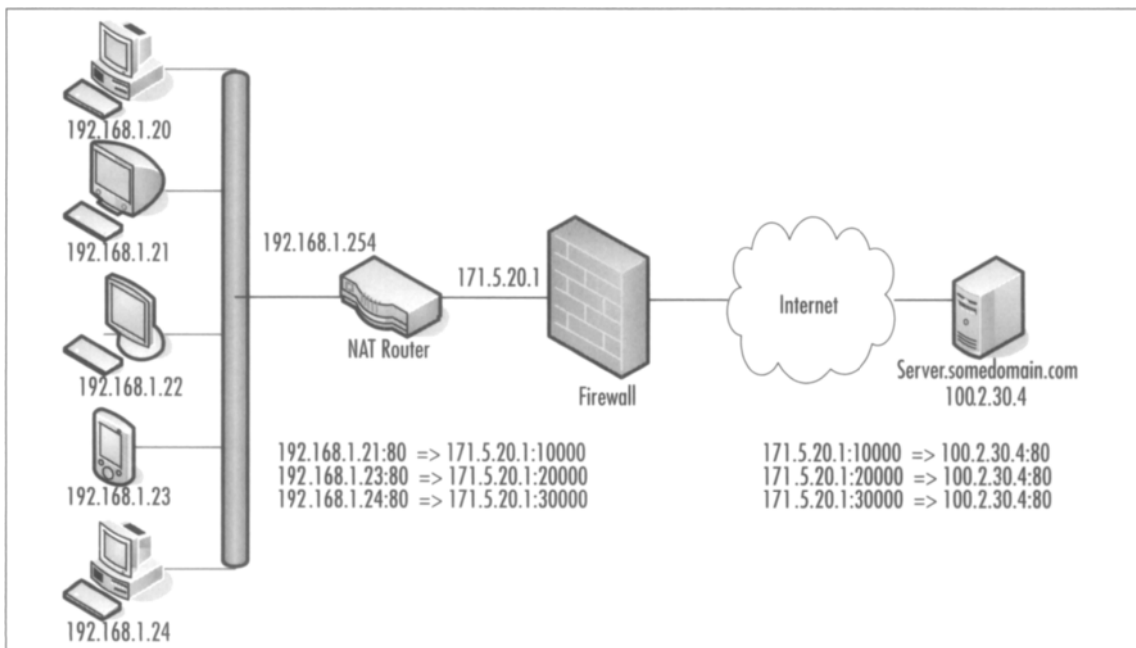 192.168.1.20
192.168.1.21
192.168.1.22
192.168.1.23
192.168.1.24
192.168.1.254
NAT Router
171.5.20.1
Firewall
Internet
Server.somedomain.com
100.2.30.4
192.168.1.21:80 => 171.5.20.1:10000
192.168.1.23:80 => 171.5.20.1:20000
192.168.1.24:80 => 171.5.20.1:30000
171.5.20.1:10000 => 100.2.30.4:80
171.5.20.1:20000 => 100.2.30.4:80
171.5.20.1:30000 => 100.2.30.4:80